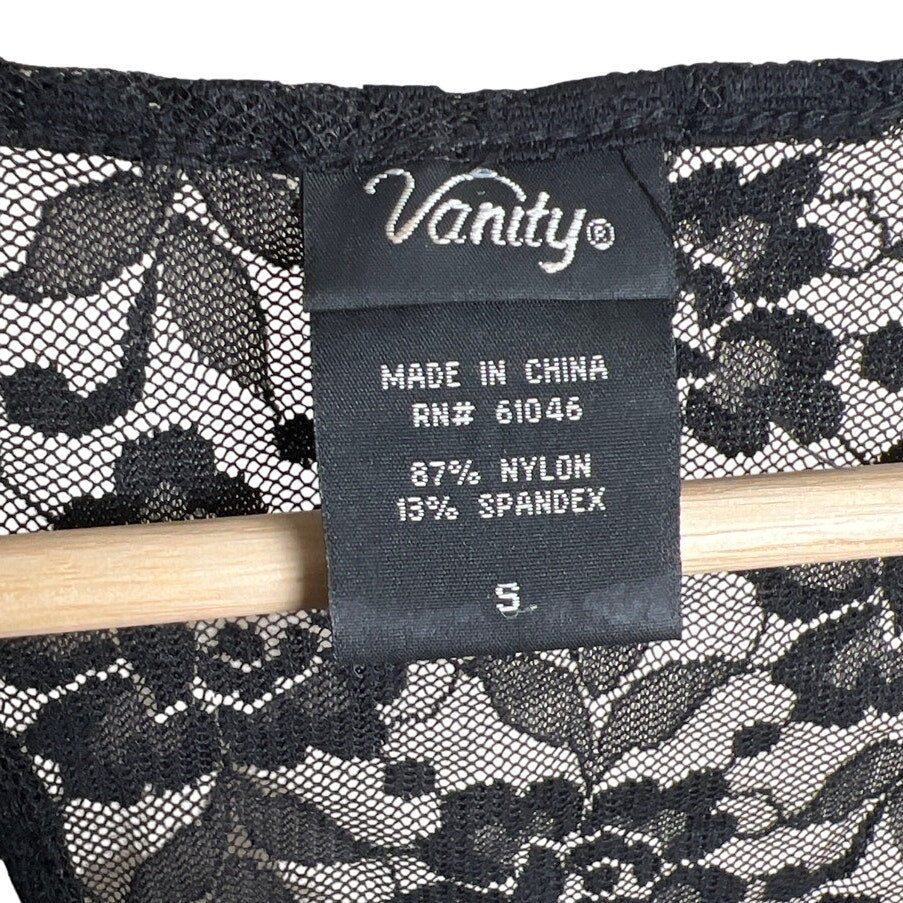 Vanity®
MADE IN CHINA
RN# 61046
87% NYLON
13% SPANDEX
S